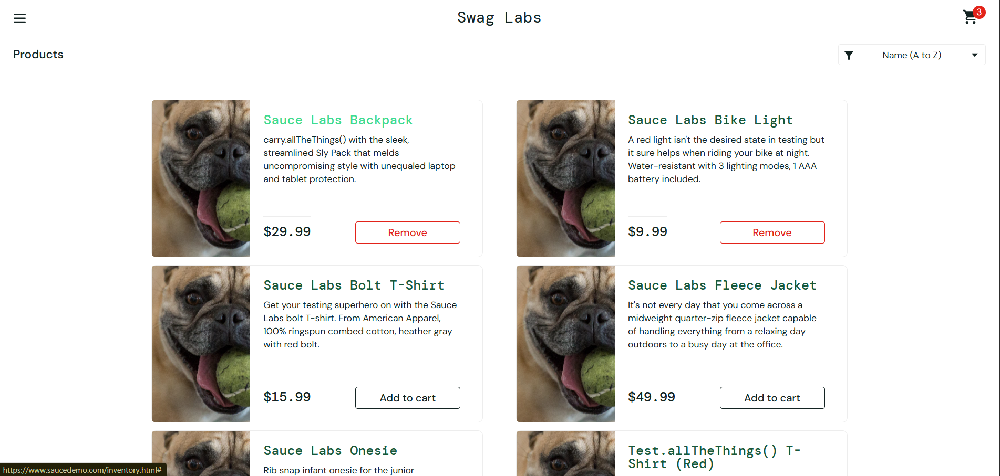 Swag Labs
3
Products
Name (A to Z)
Sauce Labs Backpack
carry.allTheThings() with the sleek,
streamlined Sly Pack that melds
uncompromising style with unequaled laptop
and tablet protection.
$29.99
Remove
Sauce Labs Bike Light
A red light isn't the desired state in testing but
it sure helps when riding your bike at night.
Water-resistant with 3 lighting modes, 1 AAA
battery included.
$9.99
Remove
Sauce Labs Bolt T-Shirt
Get your testing superhero on with the Sauce
Labs bolt T-shirt. From American Apparel,
100% ringspun combed cotton, heather gray
with red bolt.
$15.99
Add to cart
Sauce Labs Fleece Jacket
It's not every day that you come across a
midweight quarter-zip fleece jacket capable
of handling everything from a relaxing day
outdoors to a busy day at the office.
$49.99
Add to cart
Sauce Labs Onesie
Rib snap infant onesie for the junior
Test.allTheThings() T-
Shirt (Red)
https://www.saucedemo.com/inventory.html#